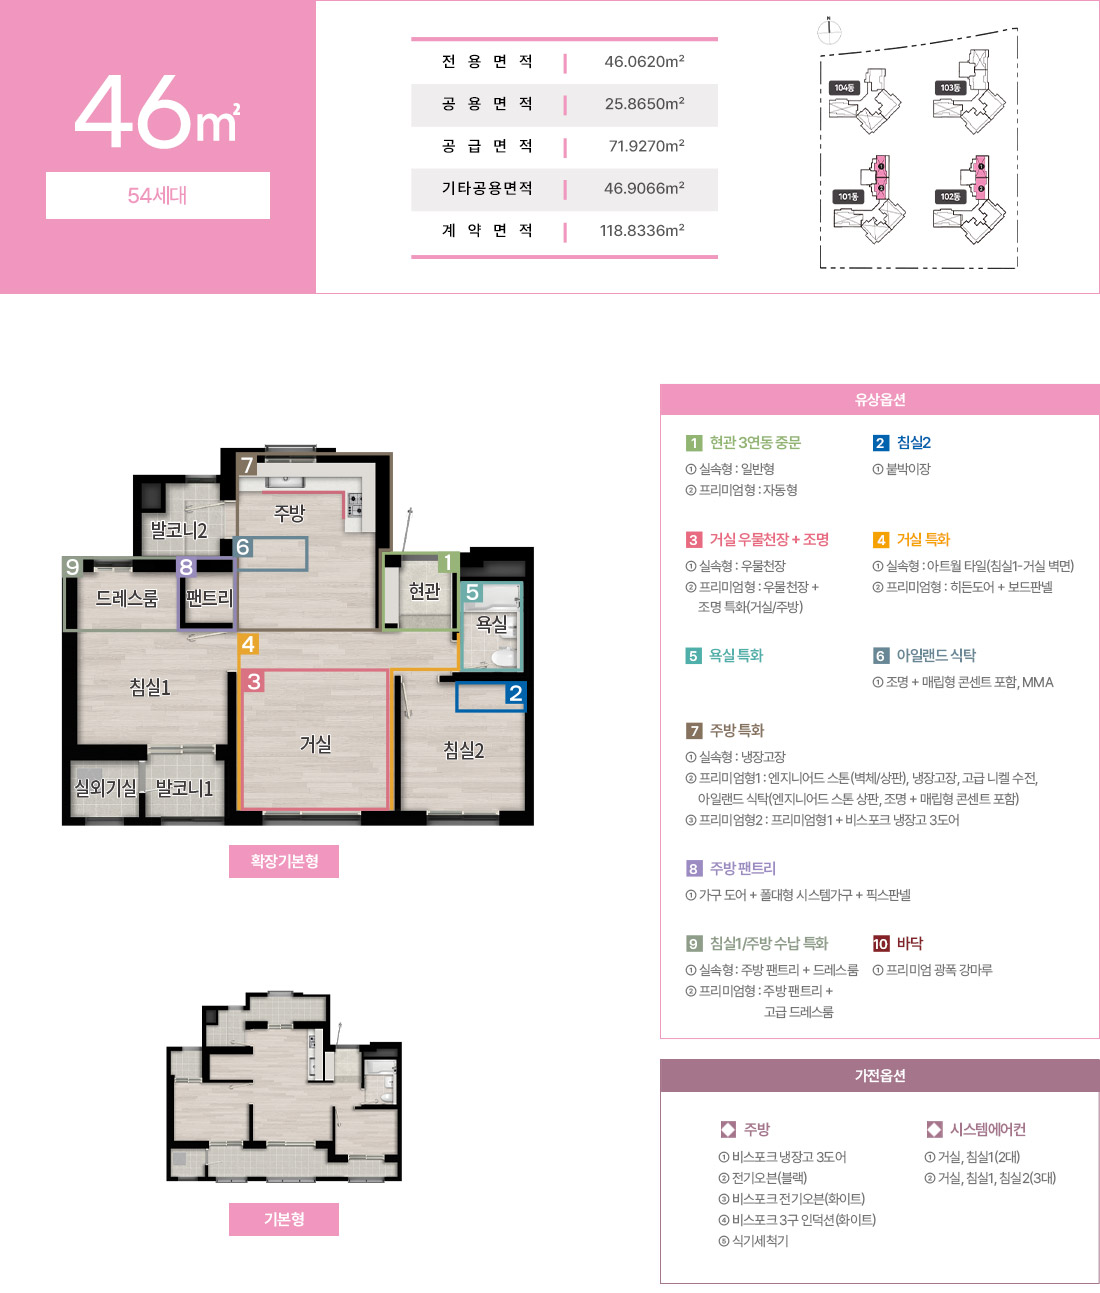 46㎡
54세대
전 용 면 적 46.0620m²
공 용 면 적 25.8650m²
공 급 면 적 71.9270m²
기타공용면적 46.9066m²
계 약 면 적 118.8336m²
N
104동
103동
101동
102동
1
2
1
2
7
주방
발코니2
6
9
드레스룸
8
팬트리
1
현관
5
욕실
4
3
침실1
거실
2
침실2
실외기실
발코니1
확장기본형
기본형
유상옵션
1 현관 3연동 중문
① 실속형 : 일반형
② 프리미엄형 : 자동형
2 침실2
① 붙박이장
3 거실 우물천장 + 조명
① 실속형 : 우물천장
② 프리미엄형 : 우물천장 +
조명 특화(거실/주방)
4 거실 특화
① 실속형 : 아트월 타일(침실1-거실 벽면)
② 프리미엄형 : 히든도어 + 보드판넬
5 욕실 특화
6 아일랜드 식탁
① 조명 + 매립형 콘센트 포함, MMA
7 주방 특화
① 실속형 : 냉장고장
② 프리미엄형1 : 엔지니어드 스톤(벽체/상판), 냉장고장, 고급 니켈 수전,
아일랜드 식탁(엔지니어드 스톤 상판, 조명 + 매립형 콘센트 포함)
③ 프리미엄형2 : 프리미엄형1 + 비스포크 냉장고 3도어
8 주방 팬트리
① 가구 도어 + 폴대형 시스템가구 + 픽스판넬
9 침실1/주방 수납 특화
① 실속형 : 주방 팬트리 + 드레스룸
② 프리미엄형 : 주방 팬트리 +
고급 드레스룸
10 바닥
① 프리미엄 광폭 강마루
가전옵션
주방
① 비스포크 냉장고 3도어
② 전기오븐(블랙)
③ 비스포크 전기오븐(화이트)
④ 비스포크 3구 인덕션(화이트)
⑤ 식기세척기
시스템에어컨
① 거실, 침실1(2대)
② 거실, 침실1, 침실2(3대)